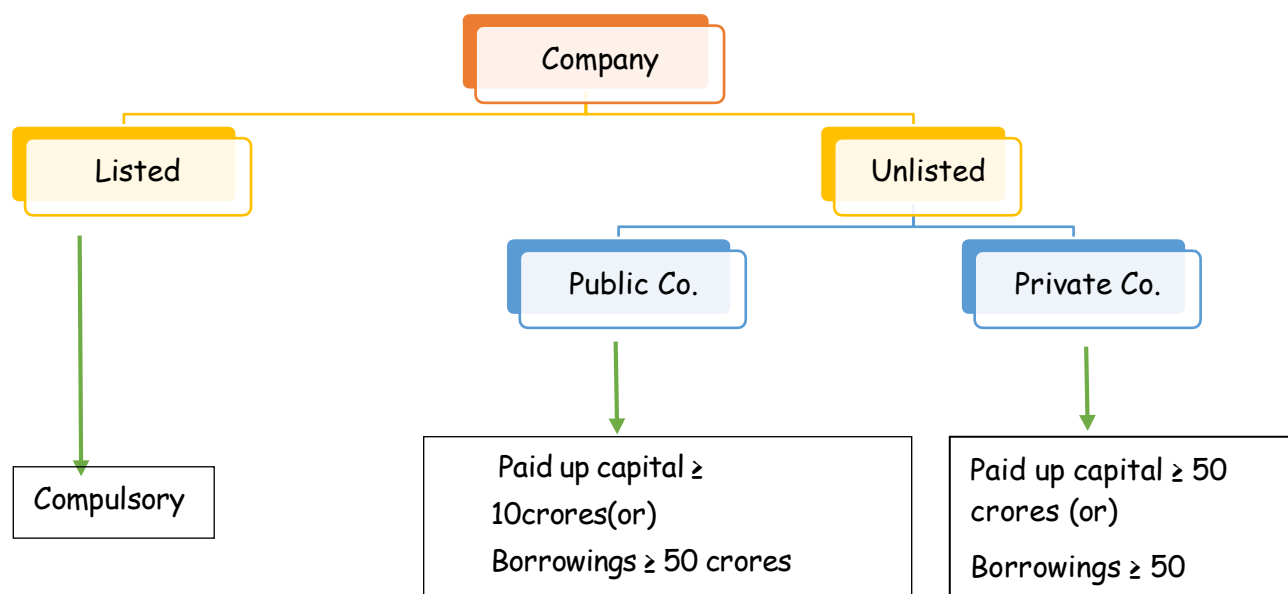 Company
Listed
Unlisted
Public Co.
Private Co.
Compulsory
Paid up capital ≥
10crores(or)
Borrowings ≥ 50 crores
Paid up capital ≥ 50
crores (or)
Borrowings ≥ 50